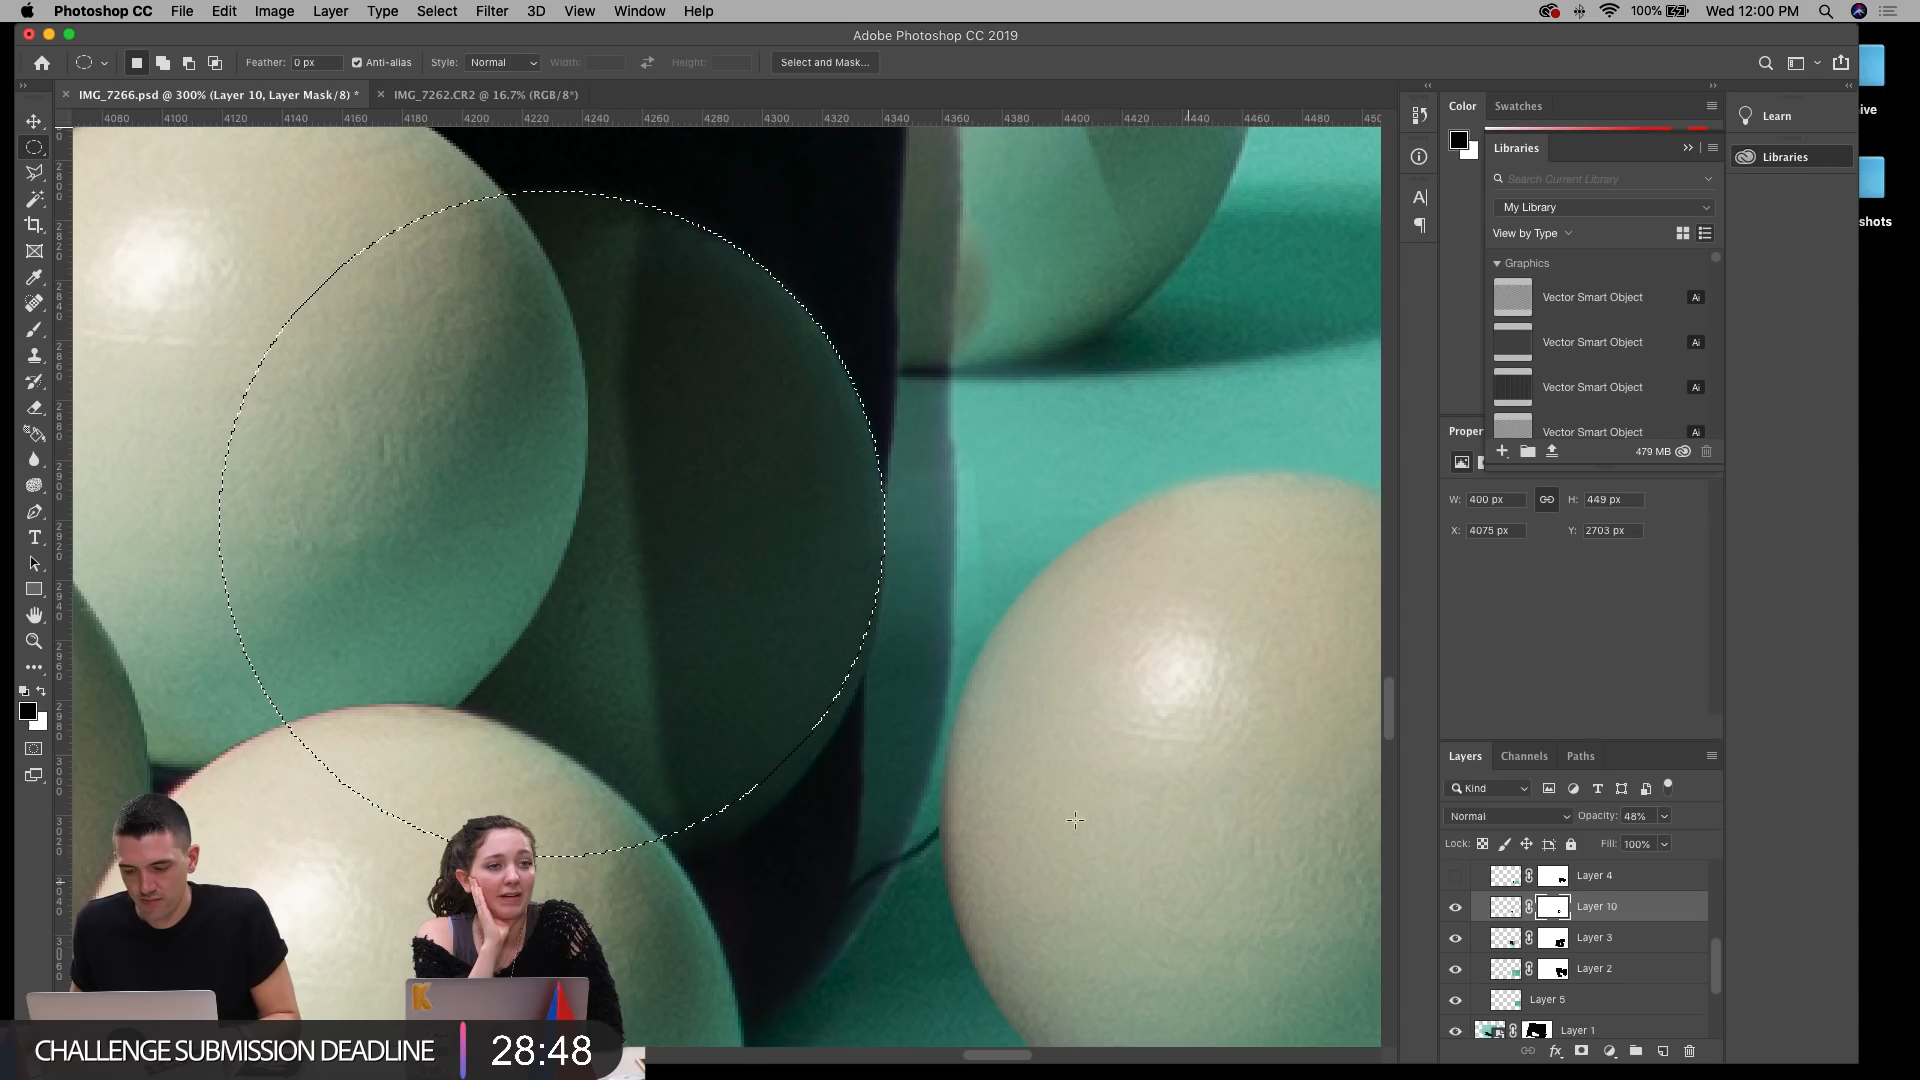 Photoshop CC File Edit Image Layer Type Select Filter 3D View Window Help 100% Wed 12:00 PM
Adobe Photoshop CC 2019
Feather: 0 px Anti-alias Style: Normal Width: Height: Select and Mask...
× IMG_7266.psd @ 300% (Layer 10, Layer Mask/8) * × IMG_7262.CR2 @ 16.7% (RGB/8*)
4080 4100 4120 4140 4160 4180 4200 4220 4240 4260 4280 4300 4320 4340 4360 4380 4400 4420 4440 4460 4480 450
Color Swatches
Learn
Libraries
Libraries
Search Current Library
My Library
View by Type
Graphics
Vector Smart Object Ai
Vector Smart Object Ai
Vector Smart Object Ai
Vector Smart Object Ai
479 MB
Proper
W: 400 px H: 449 px
X: 4075 px Y: 2703 px
Layers Channels Paths
Kind
Normal Opacity: 48%
Lock: Fill: 100%
Layer 4
Layer 10
Layer 3
Layer 2
Layer 5
Layer 1
fx
ive
shots
K
CHALLENGE SUBMISSION DEADLINE 28:48